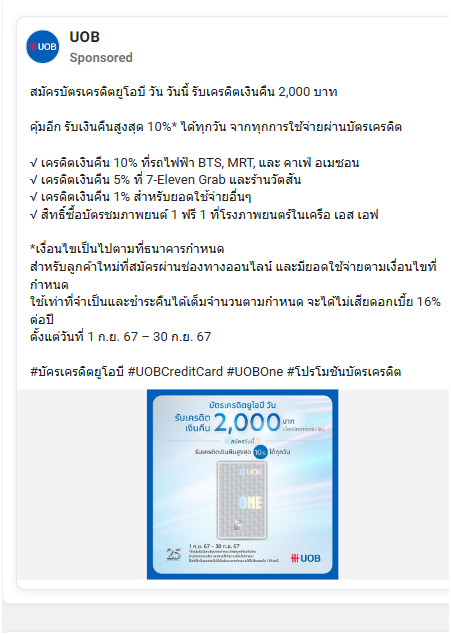 UOB
UOB
Sponsored
สมัครบัตรเครดิตยูโอบี วัน วันนี้ รับเครดิตเงินคืน 2,000 บาท
คุ้มอีก รับเงินคืนสูงสุด 10%* ได้ทุกวัน จากทุกการใช้จ่ายผ่านบัตรเครดิต
√ เครดิตเงินคืน 10% ที่รถไฟฟ้า BTS, MRT, และ คาเฟ่ อเมซอน
√ เครดิตเงินคืน 5% ที่ 7-Eleven Grab และร้านวัตสัน
√ เครดิตเงินคืน 1% สำหรับยอดใช้จ่ายอื่นๆ
√ สิทธิ์ซื้อบัตรชมภาพยนต์ 1 ฟรี 1 ที่โรงภาพยนตร์ในเครือ เอส เอฟ
*เงื่อนไขเป็นไปตามที่ธนาคารกำหนด
สำหรับลูกค้าใหม่ที่สมัครผ่านช่องทางออนไลน์ และมียอดใช้จ่ายตามเงื่อนไขที่
กำหนด
ใช้เท่าที่จำเป็นและชำระคืนได้เต็มจำนวนตามกำหนด จะได้ไม่เสียดอกเบี้ย 16%
ต่อปี
ตั้งแต่วันที่ 1 ก.ย. 67 – 30 ก.ย. 67
#บัครเครดิตยูโอบี #UOBCreditCard #UOBOne #โปรโมชันบัตรเครดิต
บัตรเครดิตยูโอบี วัน
รับเครดิต
เงินคืน 2,000 บาท
สมัครวันนี้
รับเครดิตเงินคืนสูงสุด 10% ได้ทุกวัน
UOB
ONE
1 ก.ย. 67 - 30 ก.ย. 67
25
UOB